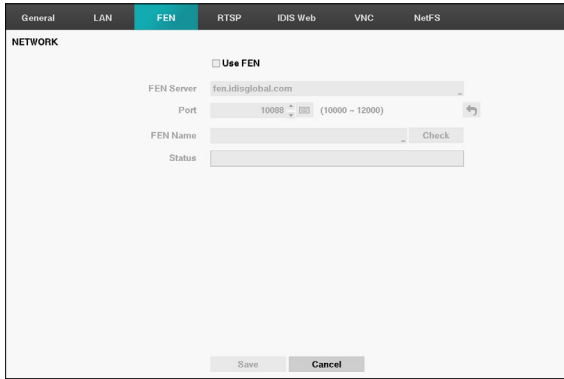 General LAN FEN RTSP IDIS Web VNC NetFS
NETWORK
Use FEN
FEN Server fen.idisglobal.com
Port 10088 (10000 ~ 12000)
FEN Name Check
Status
Save Cancel